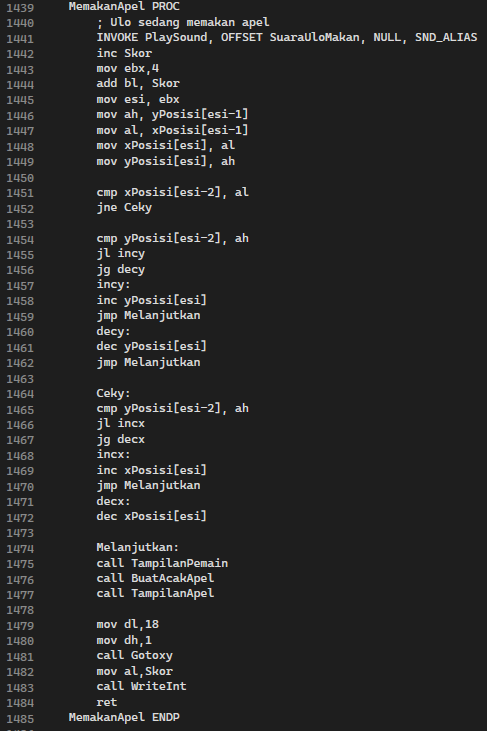 1439 MemakanApel PROC
1440 ; Ulo sedang memakan apel
1441 INVOKE PlaySound, OFFSET SuaraUloMakan, NULL, SND_ALIAS
1442 inc Skor
1443 mov ebx,4
1444 add bl, Skor
1445 mov esi, ebx
1446 mov ah, yPosisi[esi-1]
1447 mov al, xPosisi[esi-1]
1448 mov xPosisi[esi], al
1449 mov yPosisi[esi], ah
1450
1451 cmp xPosisi[esi-2], al
1452 jne Ceky
1453
1454 cmp yPosisi[esi-2], ah
1455 jl incy
1456 jg decy
1457 incy:
1458 inc yPosisi[esi]
1459 jmp Melanjutkan
1460 decy:
1461 dec yPosisi[esi]
1462 jmp Melanjutkan
1463
1464 Ceky:
1465 cmp yPosisi[esi-2], ah
1466 jl incx
1467 jg decx
1468 incx:
1469 inc xPosisi[esi]
1470 jmp Melanjutkan
1471 decx:
1472 dec xPosisi[esi]
1473
1474 Melanjutkan:
1475 call TampilanPemain
1476 call BuatAcakApel
1477 call TampilanApel
1478
1479 mov dl,18
1480 mov dh,1
1481 call Gotoxy
1482 mov al,Skor
1483 call WriteInt
1484 ret
1485 MemakanApel ENDP